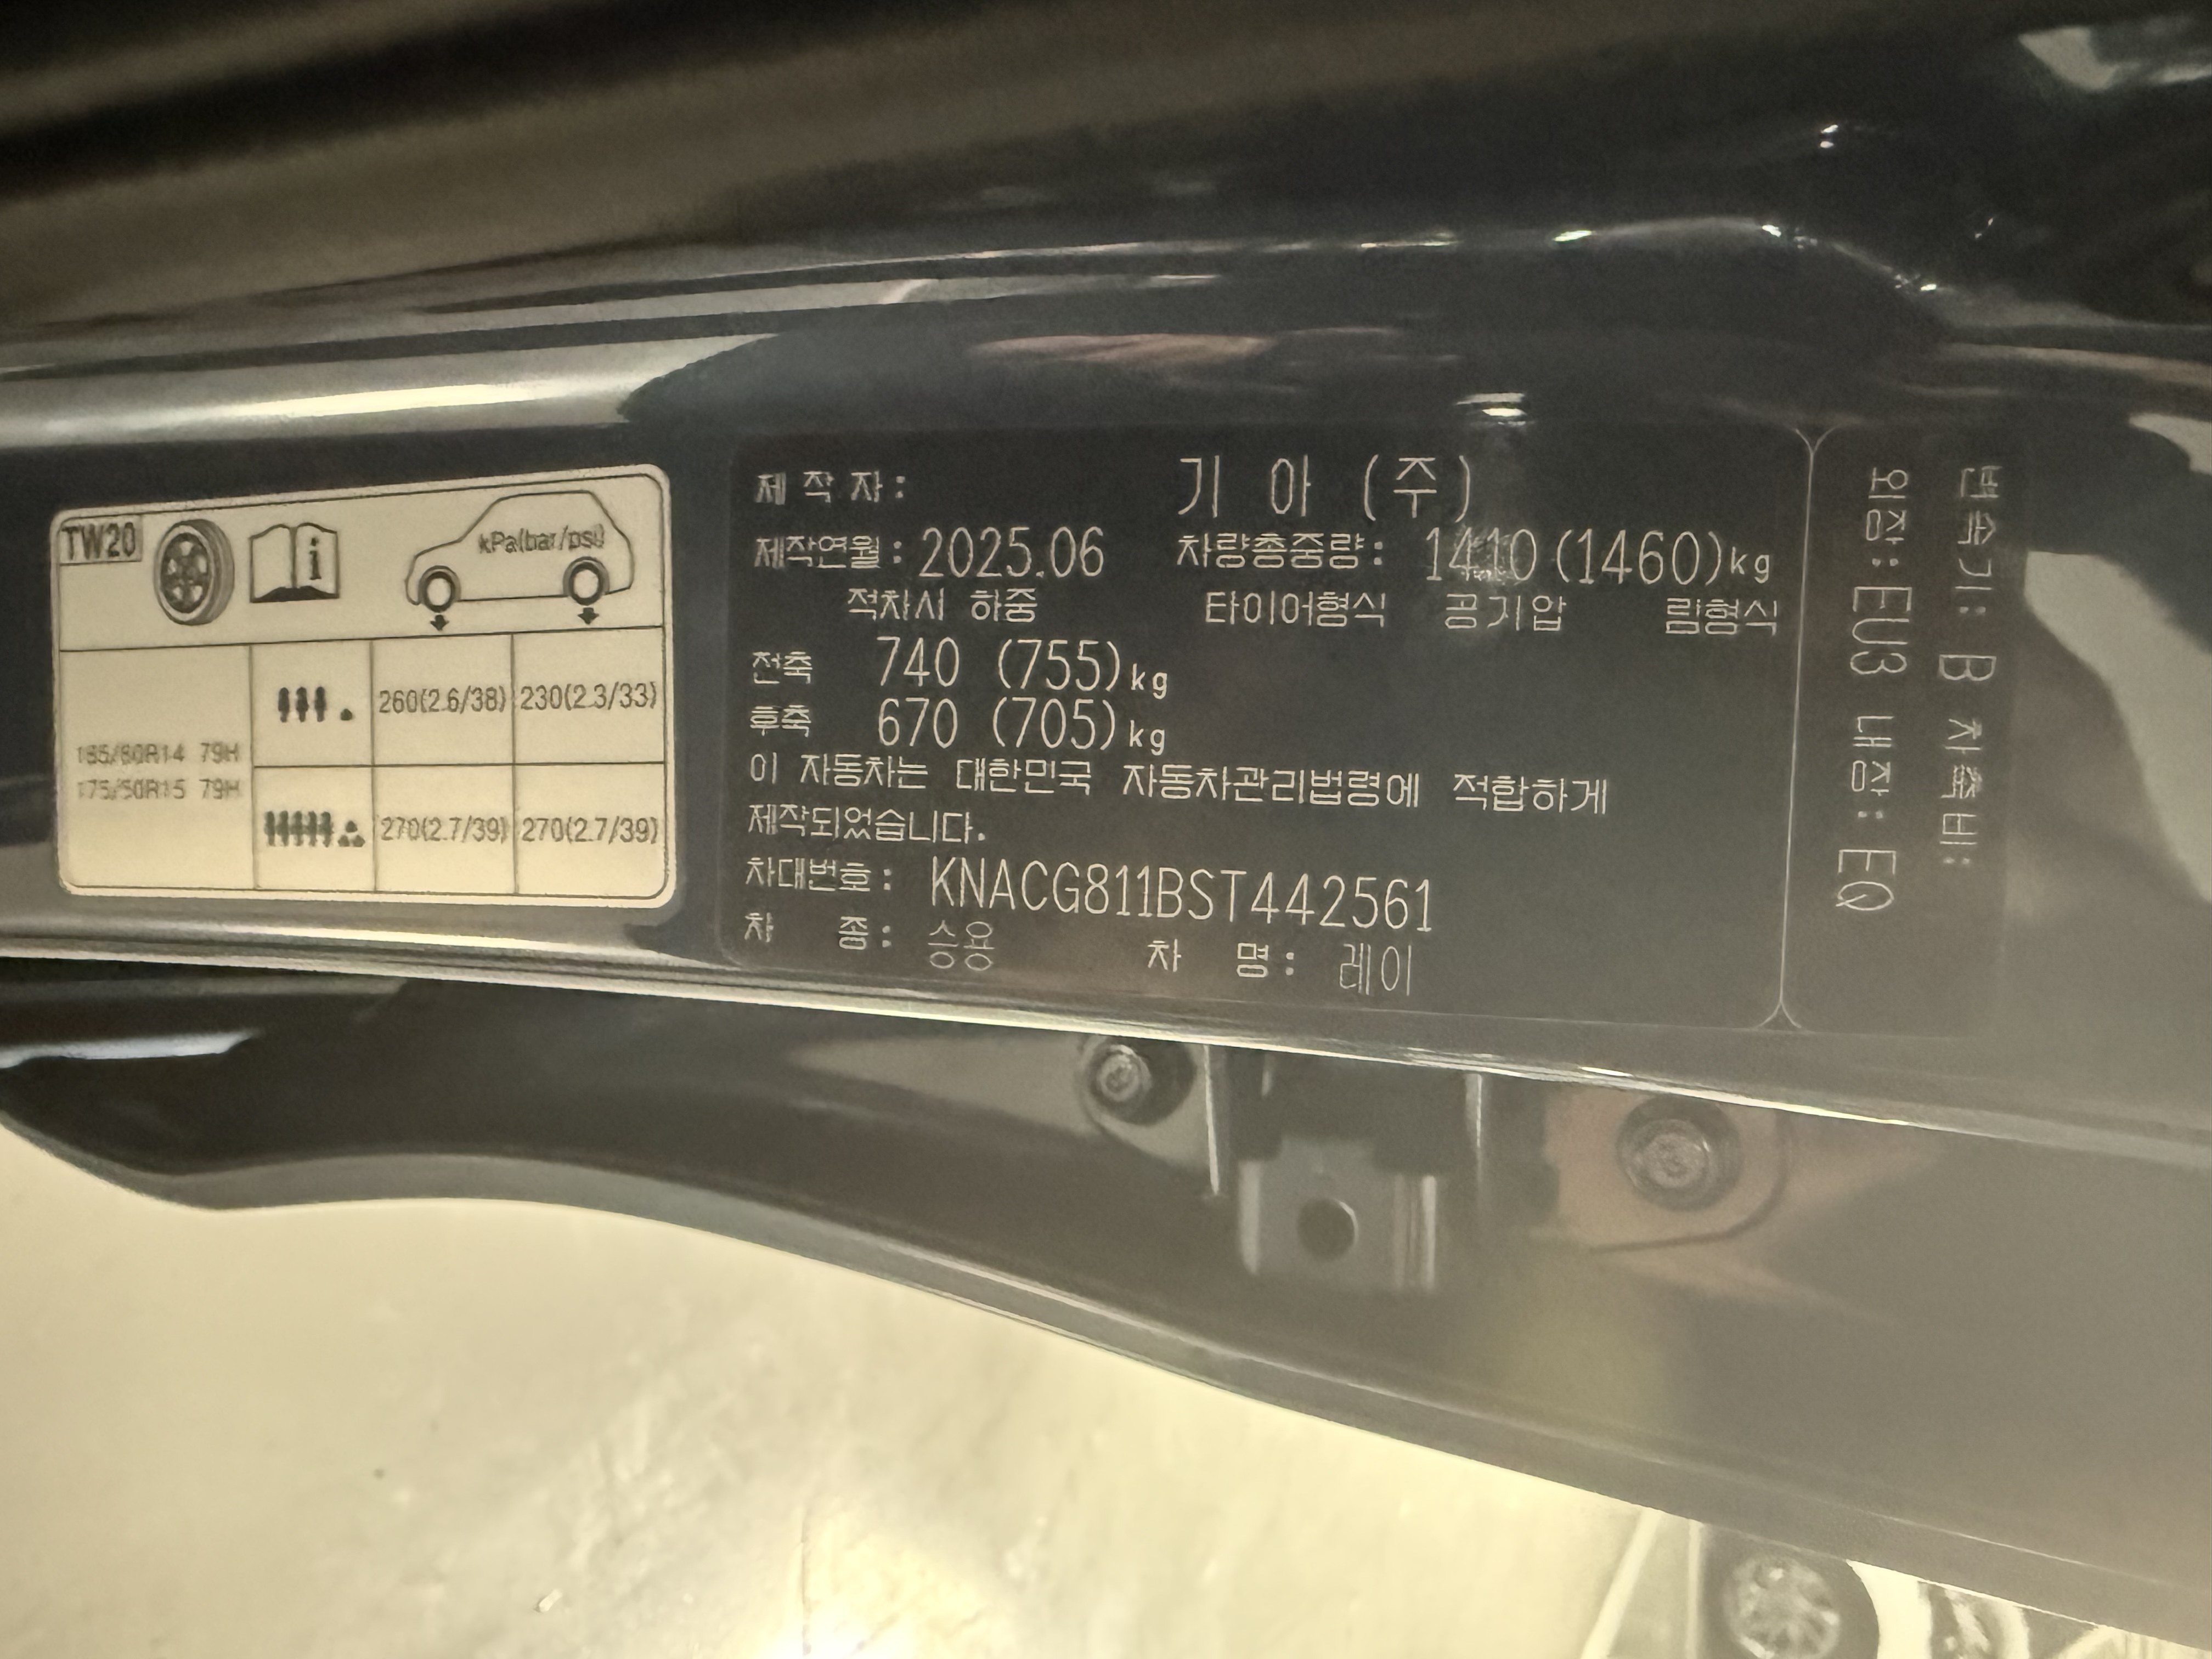 TW20
kPa(bar/psi)
165/60R14 79H
175/50R15 79H
260(2.6/38) 230(2.3/33)
270(2.7/39) 270(2.7/39)
제 작 자 : 기 아 (주)
제작연월 : 2025.06 차량총중량 : 1410 (1460)kg
적차시 하중 타이어형식 공기압 림형식
전축 740 (755)kg
후축 670 (705)kg
이 자동차는 대한민국 자동차관리법령에 적합하게
제작되었습니다.
차대번호 : KNACG811BST442561
차 종 : 승용 차 명 : 레이
변속기 : B 차축비 :
외장 : EU3 내장 : EQ